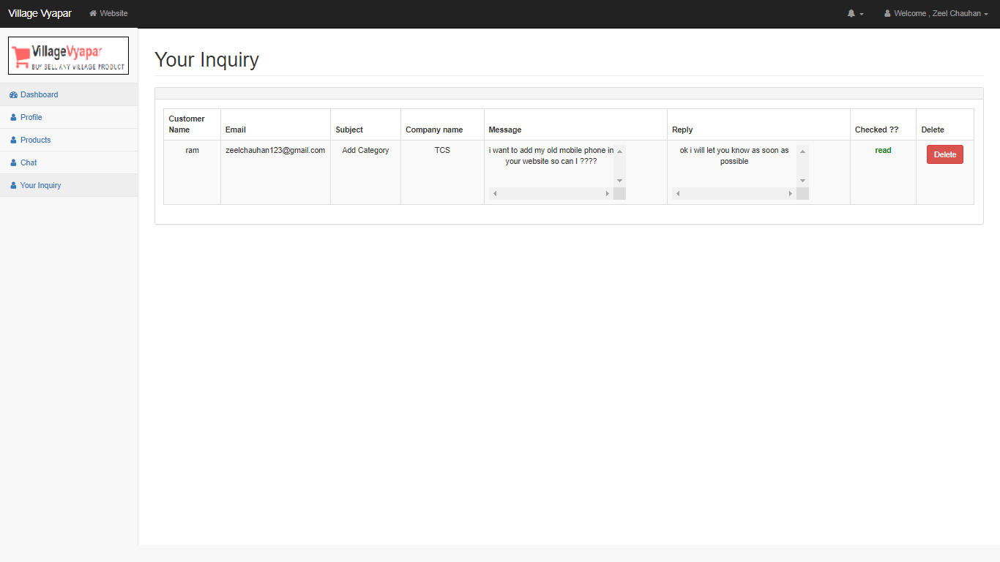 Village Vyapar Website Welcome , Zeel Chauhan
VillageVyapar
BUY SELL ANY VILLAGE PRODUCT
Dashboard
Profile
Products
Chat
Your Inquiry
Your Inquiry
Customer Name Email Subject Company name Message Reply Checked ?? Delete
ram zeelchauhan123@gmail.com Add Category TCS i want to add my old mobile phone in ok i will let you know as soon as read Delete
your website so can I ???? possible